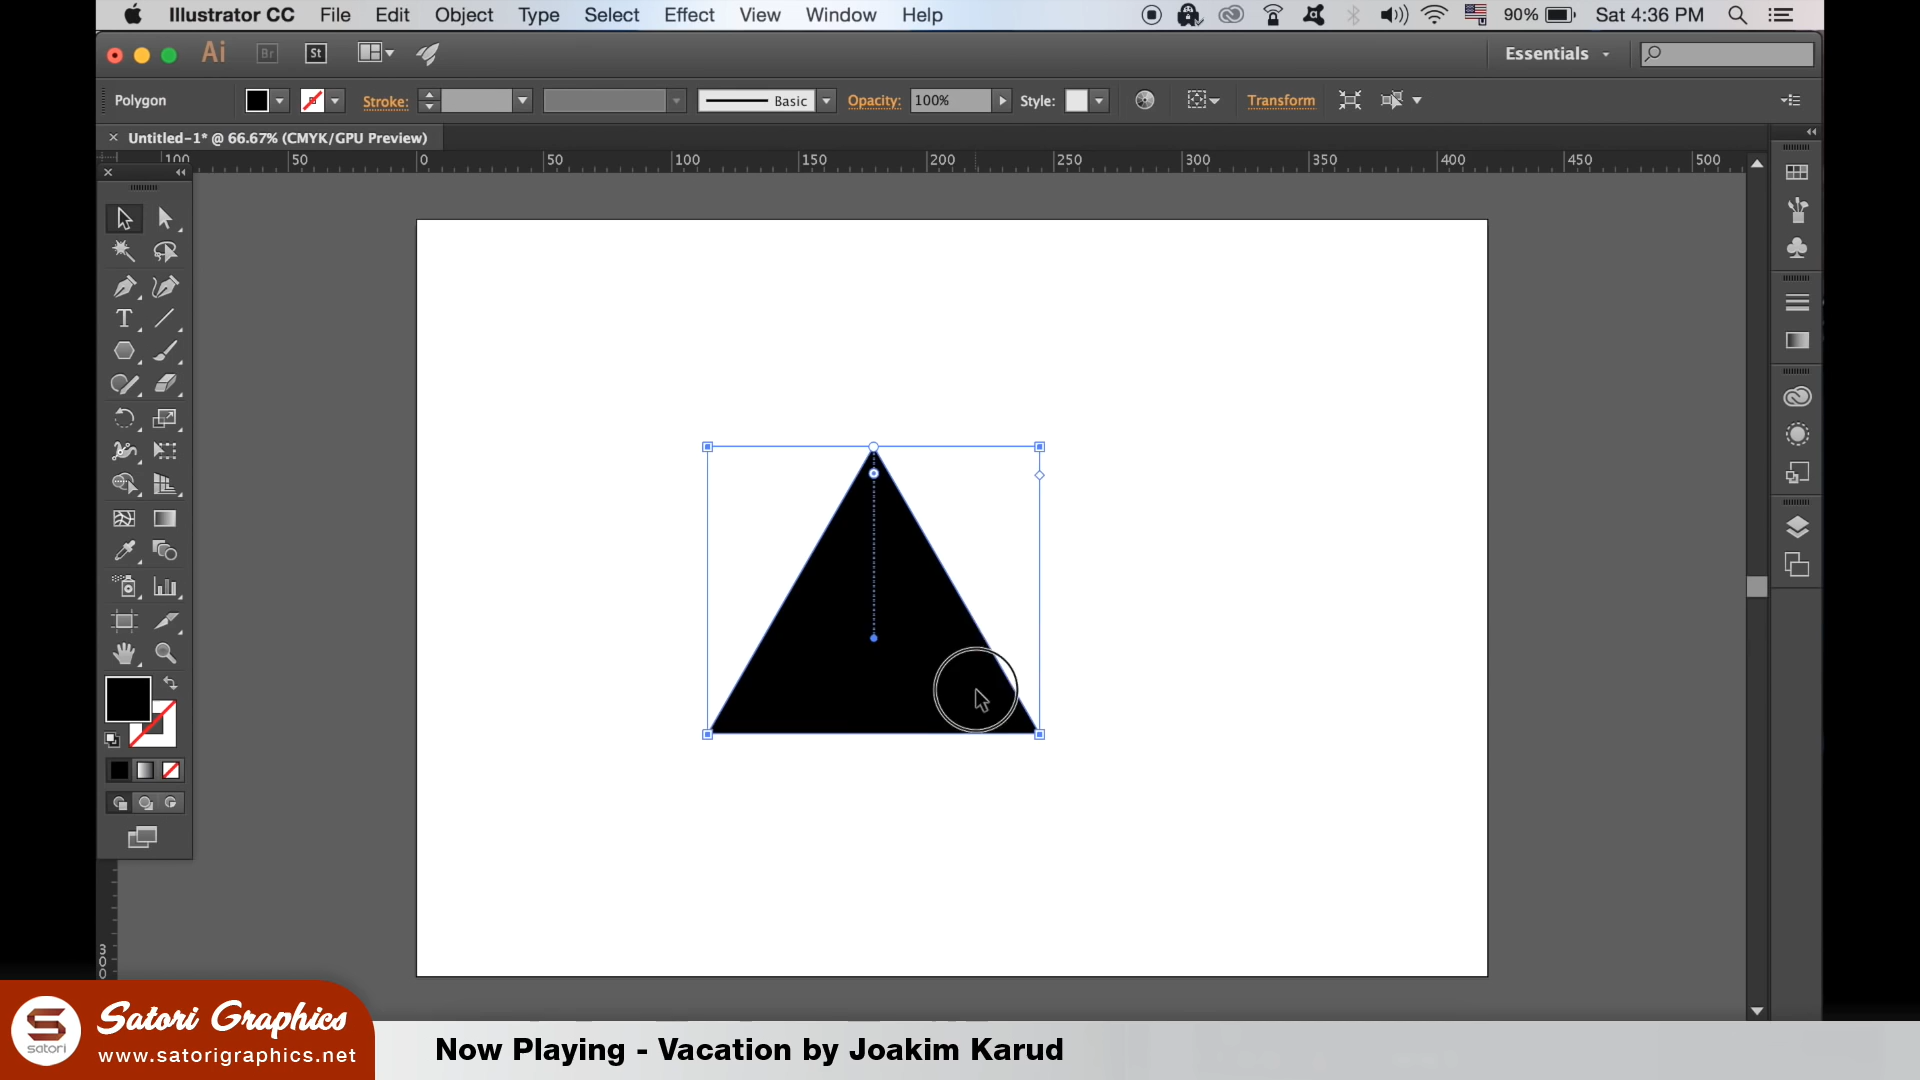 Illustrator CC File Edit Object Type Select Effect View Window Help 90% Sat 4:36 PM
Ai Br St Essentials
Polygon Stroke: Basic Opacity: 100% Style: Transform
× Untitled-1* @ 66.67% (CMYK/GPU Preview)
100 50 0 50 100 150 200 250 300 350 400 450 500
T
300
Satori Graphics
satori
www.satorigraphics.net
Now Playing - Vacation by Joakim Karud